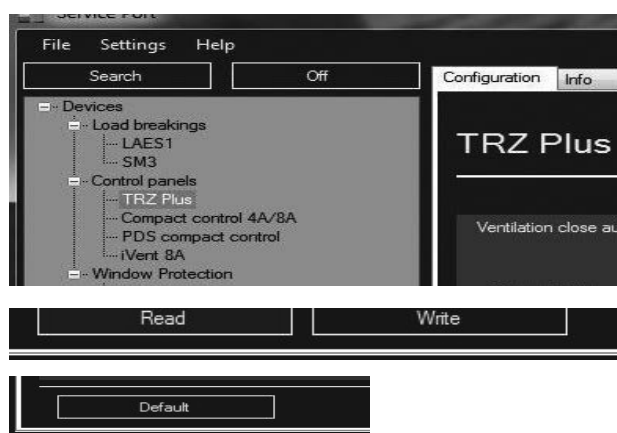 Service Port
File Settings Help
Search Off Configuration Info
Devices
Load breakings
LAES1
SM3
Control panels
TRZ Plus
Compact control 4A/8A
PDS compact control
iVent 8A
Window Protection
TRZ Plus
Ventilation close au
Read Write
Default